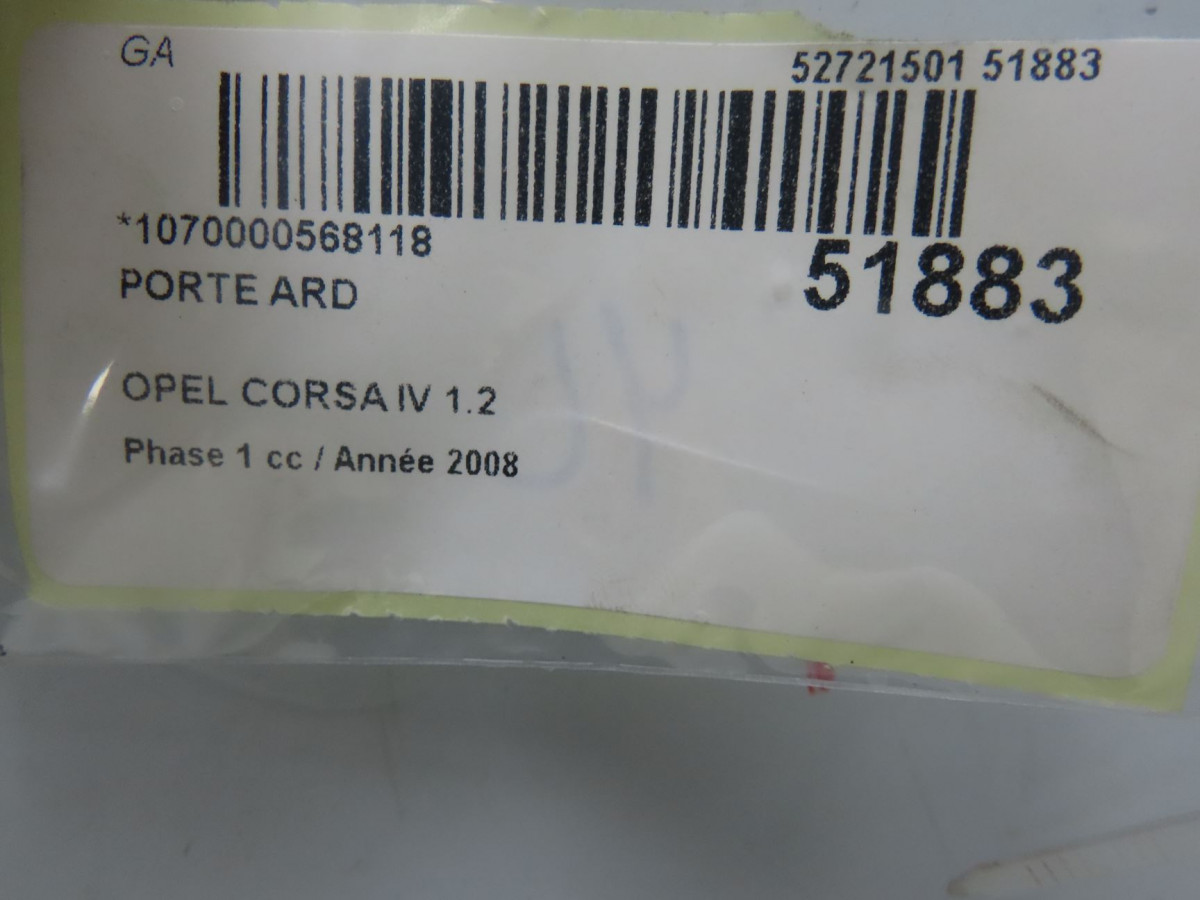 GA
52721501 51883
*1070000568118
51883
PORTE ARD
OPEL CORSA IV 1.2
Phase 1 cc / Année 2008